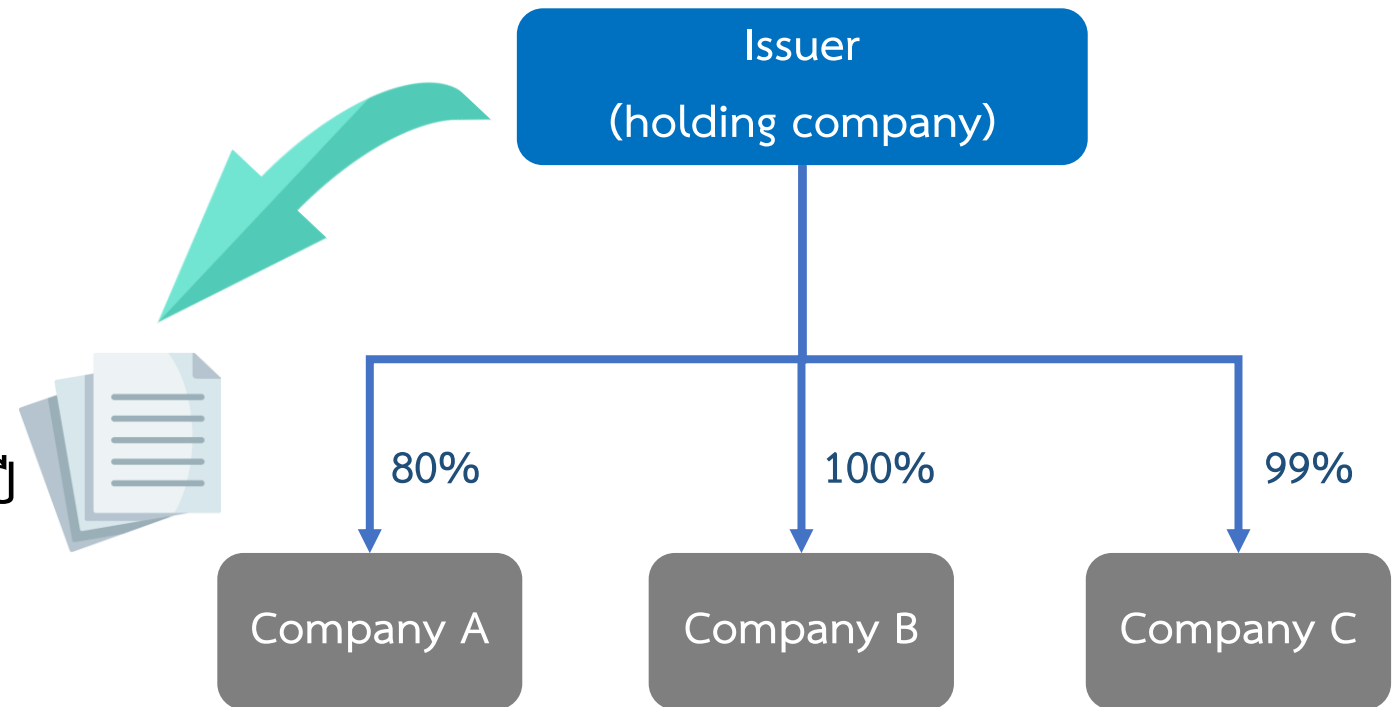 Issuer
(holding company)
80%
100%
99%
Company A
Company B
Company C